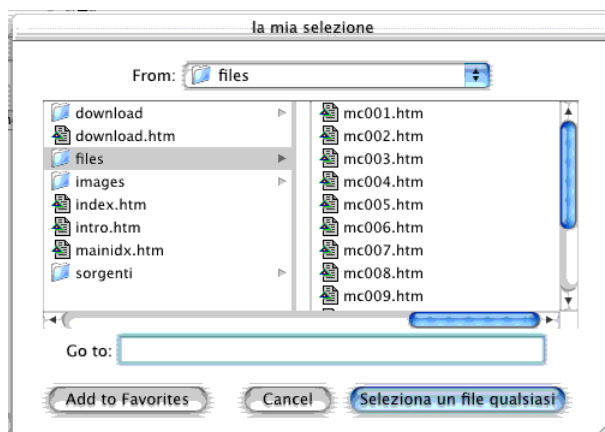 la mia selezione
From: files
download
download.htm
files
images
index.htm
intro.htm
mainidx.htm
sorgenti
mc001.htm
mc002.htm
mc003.htm
mc004.htm
mc005.htm
mc006.htm
mc007.htm
mc008.htm
mc009.htm
Go to:
Add to Favorites
Cancel
Seleziona un file qualsiasi